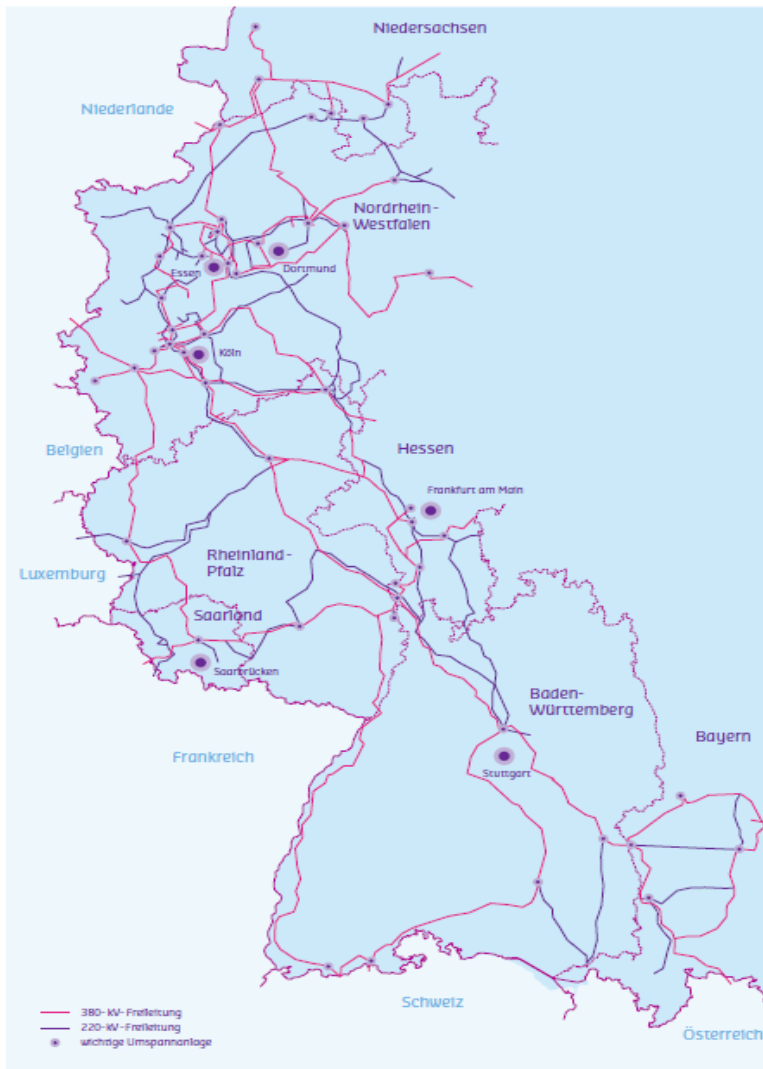 Niedersachsen
Niederlande
Nordrhein-
Westfalen
Essen
Dortmund
Köln
Belgien
Hessen
Frankfurt am Main
Rheinland-
Pfalz
Luxemburg
Saarland
Saarbrücken
Baden-
Württemberg
Bayern
Frankreich
Stuttgart
Schweiz
Österreich
380-kV-Freileitung
220-kV-Freileitung
wichtige Umspannanlage